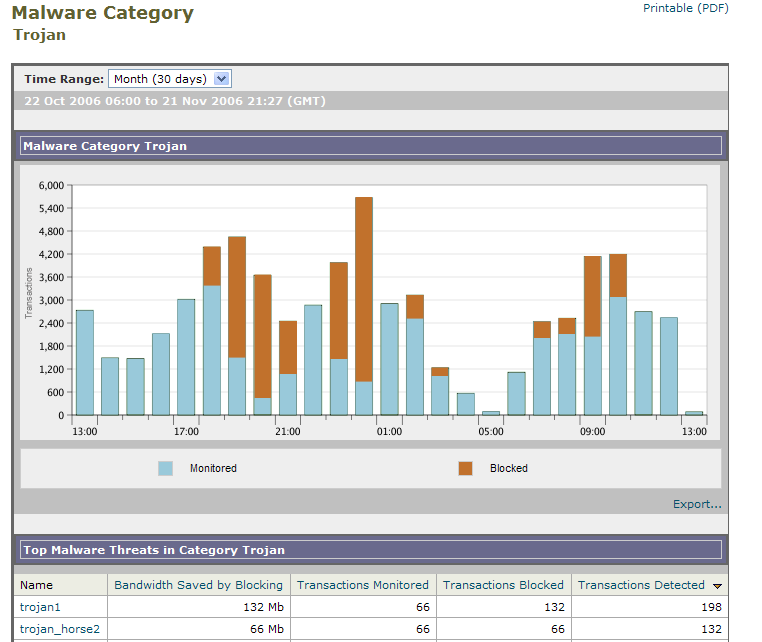 Malware Category
Printable (PDF)
Trojan
Time Range: Month (30 days)
22 Oct 2006 06:00 to 21 Nov 2006 21:27 (GMT)
Malware Category Trojan
6,000
5,400
4,800
4,200
3,600
3,000
2,400
1,800
1,200
600
0
Transactions
13:00 17:00 21:00 01:00 05:00 09:00 13:00
Monitored Blocked
Export...
Top Malware Threats in Category Trojan
Name Bandwidth Saved by Blocking Transactions Monitored Transactions Blocked Transactions Detected
trojan1 132 Mb 66 132 198
trojan_horse2 66 Mb 66 66 132